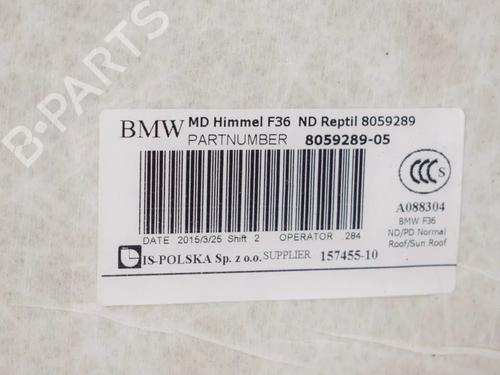 B-PARTS
BMW MD Himmel F36 ND Reptil 8059289
PARTNUMBER 8059289-05
CCC S
A088304
BMW F36
ND/PD Normal
Roof/Sun Roof
DATE 2015/3/25 Shift 2 OPERATOR 284
IS-POLSKA Sp. z o.o. SUPPLIER 157455-10